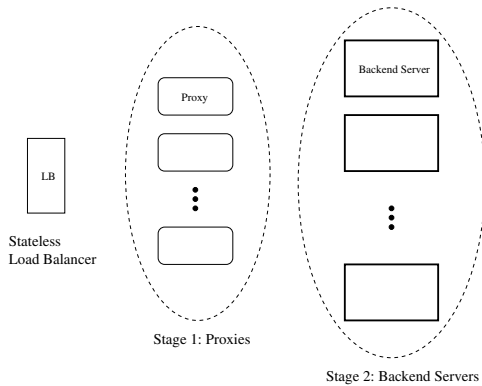 Backend Server
Proxy
LB
Stateless
Load Balancer
Stage 1: Proxies
Stage 2: Backend Servers